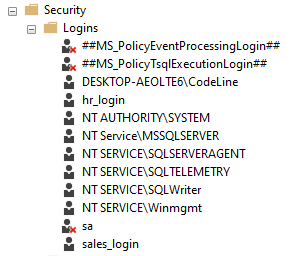 Security
Logins
##MS_PolicyEventProcessingLogin##
##MS_PolicyTsqlExecutionLogin##
DESKTOP-AEOLTE6\CodeLine
hr_login
NT AUTHORITY\SYSTEM
NT Service\MSSQLSERVER
NT SERVICE\SQLSERVERAGENT
NT SERVICE\SQLTELEMETRY
NT SERVICE\SQLWriter
NT SERVICE\Winmgmt
sa
sales_login